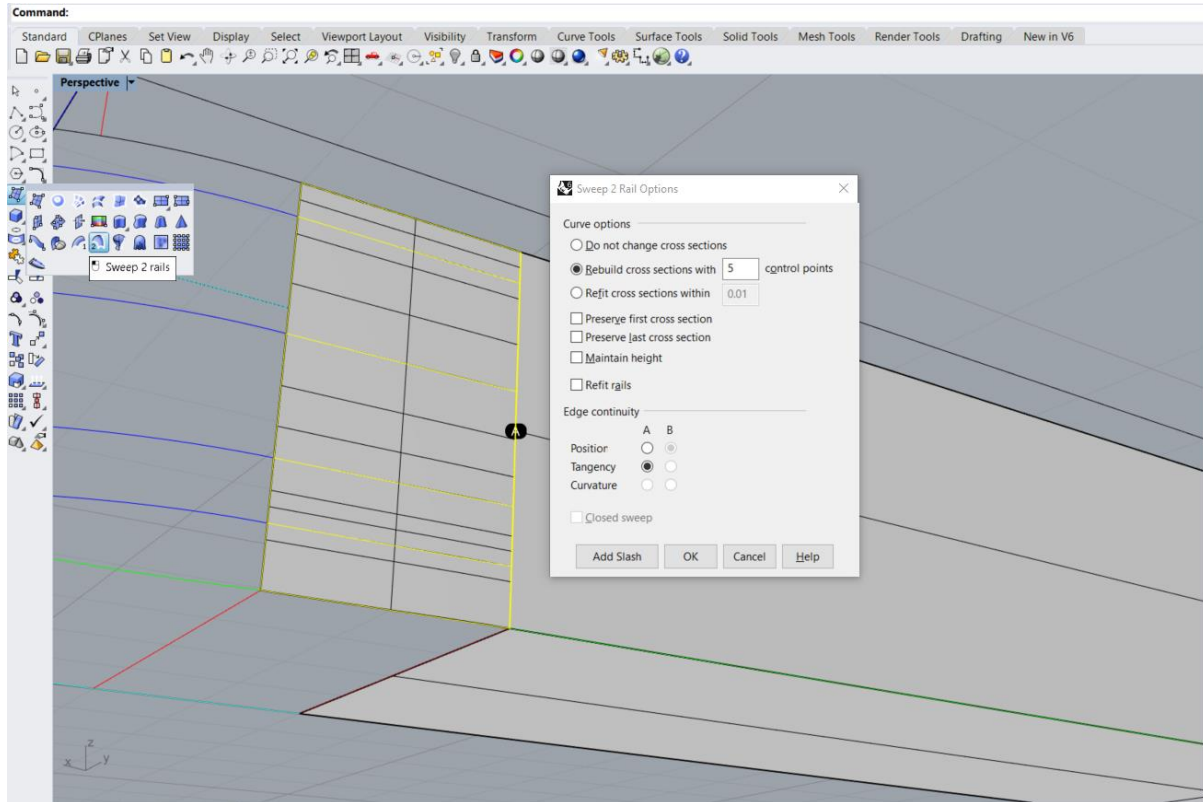 Command:
Standard CPlanes Set View Display Select Viewport Layout Visibility Transform Curve Tools Surface Tools Solid Tools Mesh Tools Render Tools Drafting New in V6
Perspective
Sweep 2 rails
A
Sweep 2 Rail Options
Curve options
Do not change cross sections
Rebuild cross sections with 5 control points
Refit cross sections within 0.01
Preserve first cross section
Preserve last cross section
Maintain height
Refit rails
Edge continuity
A B
Position
Tangency
Curvature
Closed sweep
Add Slash OK Cancel Help
z
x y